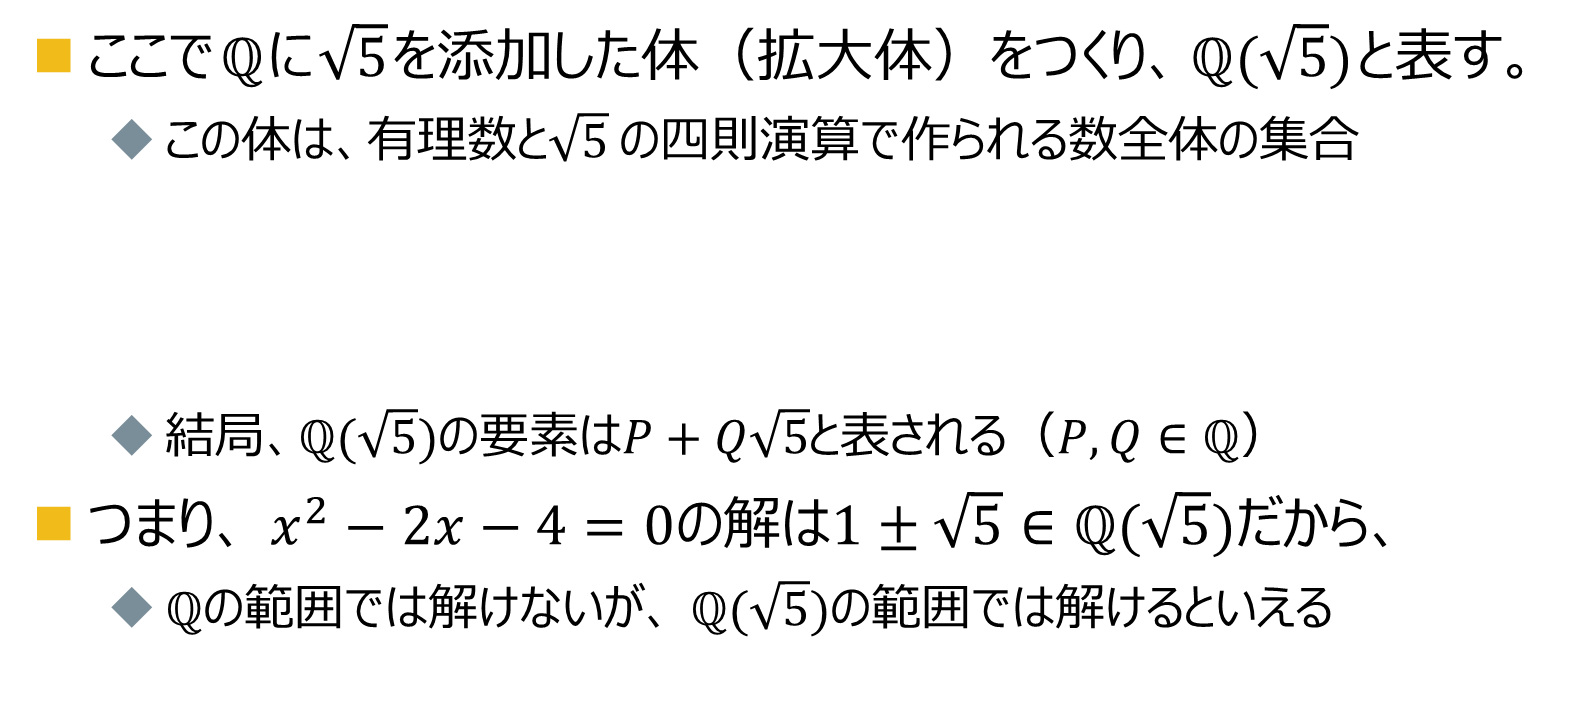 ■ ここでℚに√5を添加した体（拡大体）をつくり、ℚ(√5)と表す。
◆ この体は、有理数と√5 の四則演算で作られる数全体の集合
◆ 結局、ℚ(√5)の要素はP + Q√5と表される（P, Q ∈ ℚ）
■ つまり、x² − 2x − 4 = 0の解は1 ± √5 ∈ ℚ(√5)だから、
◆ ℚの範囲では解けないが、ℚ(√5)の範囲では解けるといえる